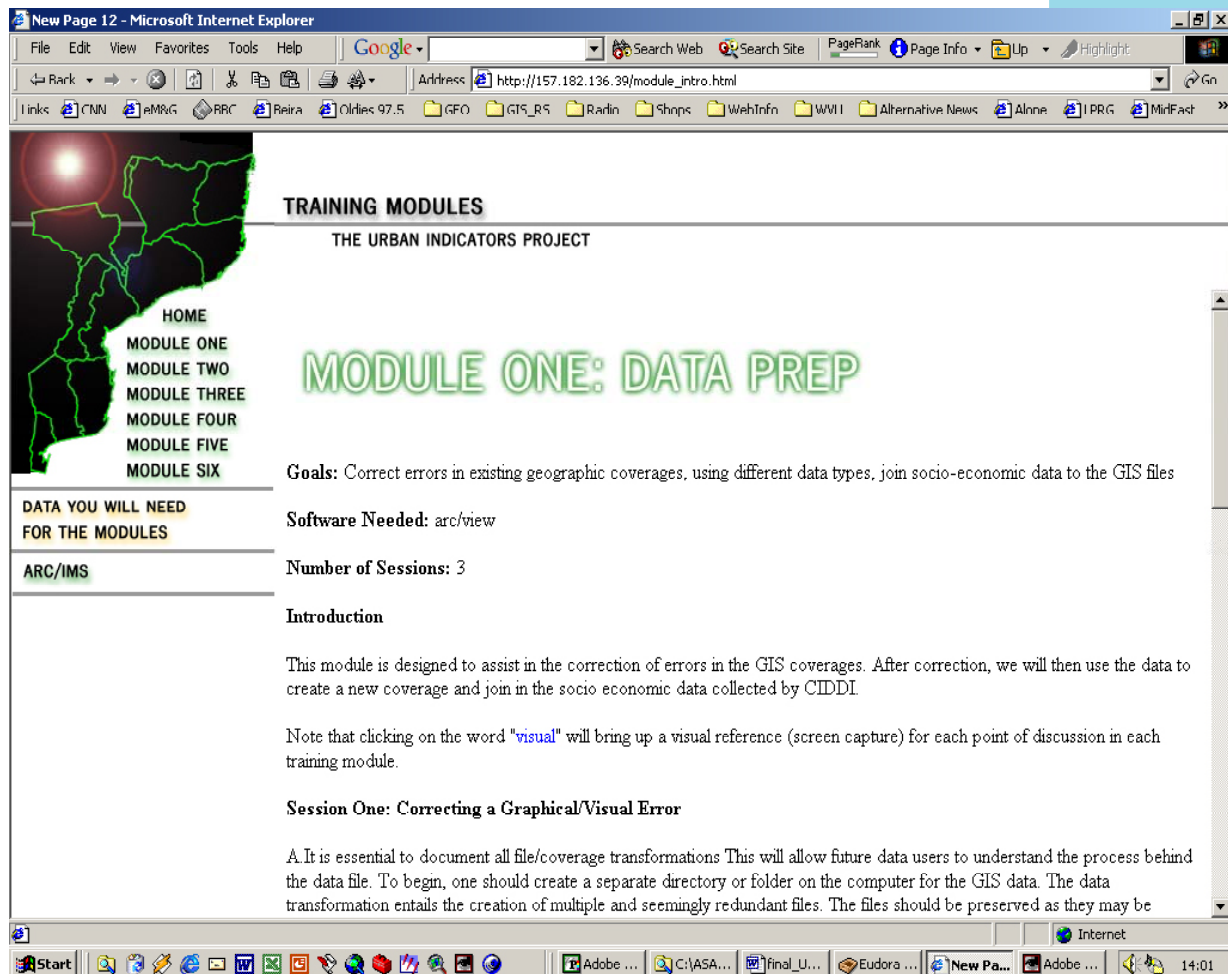 New Page 12 - Microsoft Internet Explorer
File Edit View Favorites Tools Help Google Search Web Search Site PageRank Page Info Up Highlight
Back Address http://157.182.136.39/module_intro.html Go
Links CNN eM&G BBC Beira Oldies 97.5 GEO GIS_RS Radio Shops WebInfo WVU Alternative News Alone LPRG MidEast »
TRAINING MODULES
THE URBAN INDICATORS PROJECT
HOME
MODULE ONE
MODULE TWO
MODULE THREE
MODULE FOUR
MODULE FIVE
MODULE SIX
DATA YOU WILL NEED
FOR THE MODULES
ARC/IMS
MODULE ONE: DATA PREP
Goals: Correct errors in existing geographic coverages, using different data types, join socio-economic data to the GIS files
Software Needed: arc/view
Number of Sessions: 3
Introduction
This module is designed to assist in the correction of errors in the GIS coverages. After correction, we will then use the data to
create a new coverage and join in the socio economic data collected by CIDDI.
Note that clicking on the word "visual" will bring up a visual reference (screen capture) for each point of discussion in each
training module.
Session One: Correcting a Graphical/Visual Error
A.It is essential to document all file/coverage transformations This will allow future data users to understand the process behind
the data file. To begin, one should create a separate directory or folder on the computer for the GIS data. The data
transformation entails the creation of multiple and seemingly redundant files. The files should be preserved as they may be
Internet
Start Adobe ... C:\ASA... final_U... Eudora ... New Pa... Adobe ... 14:01